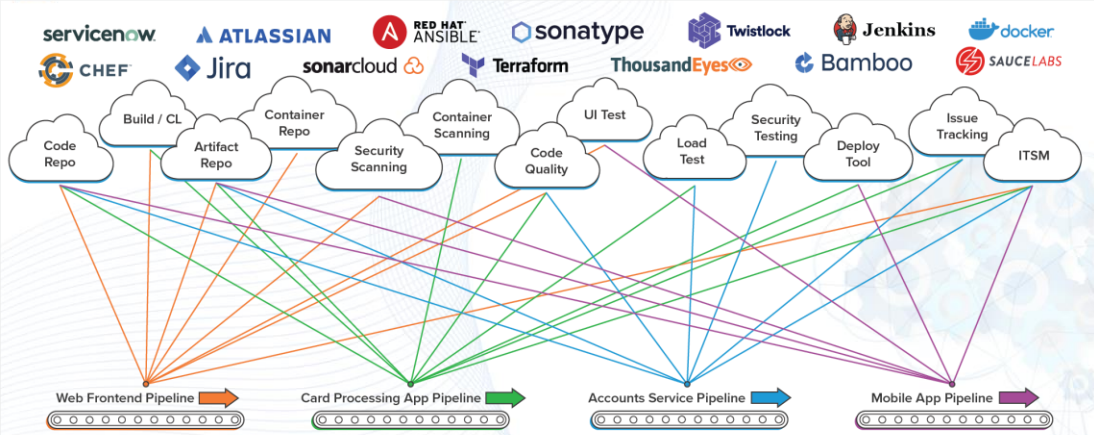 servicenow
ATLASSIAN
RED HAT
ANSIBLE
sonatype
Twistlock
Jenkins
docker
CHEF
Jira
sonarcloud
Terraform
ThousandEyes
Bamboo
SAUCELABS
Code
Repo
Build / CL
Artifact
Repo
Container
Repo
Security
Scanning
Container
Scanning
Code
Quality
UI Test
Load
Test
Security
Testing
Deploy
Tool
Issue
Tracking
ITSM
Web Frontend Pipeline
Card Processing App Pipeline
Accounts Service Pipeline
Mobile App Pipeline